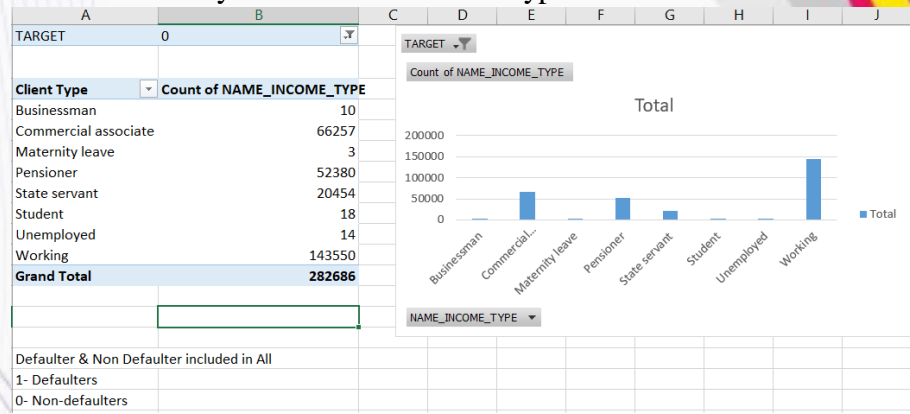 A B C D E F G H I J
TARGET 0
Client Type Count of NAME_INCOME_TYPE
Businessman 10
Commercial associate 66257
Maternity leave 3
Pensioner 52380
State servant 20454
Student 18
Unemployed 14
Working 143550
Grand Total 282686
Defaulter & Non Defaulter included in All
1- Defaulters
0- Non-defaulters
TARGET
Count of NAME_INCOME_TYPE
Total
200000
150000
100000
50000
0
Businessman
Commercial...
Maternity leave
Pensioner
State servant
Student
Unemployed
Working
Total
NAME_INCOME_TYPE